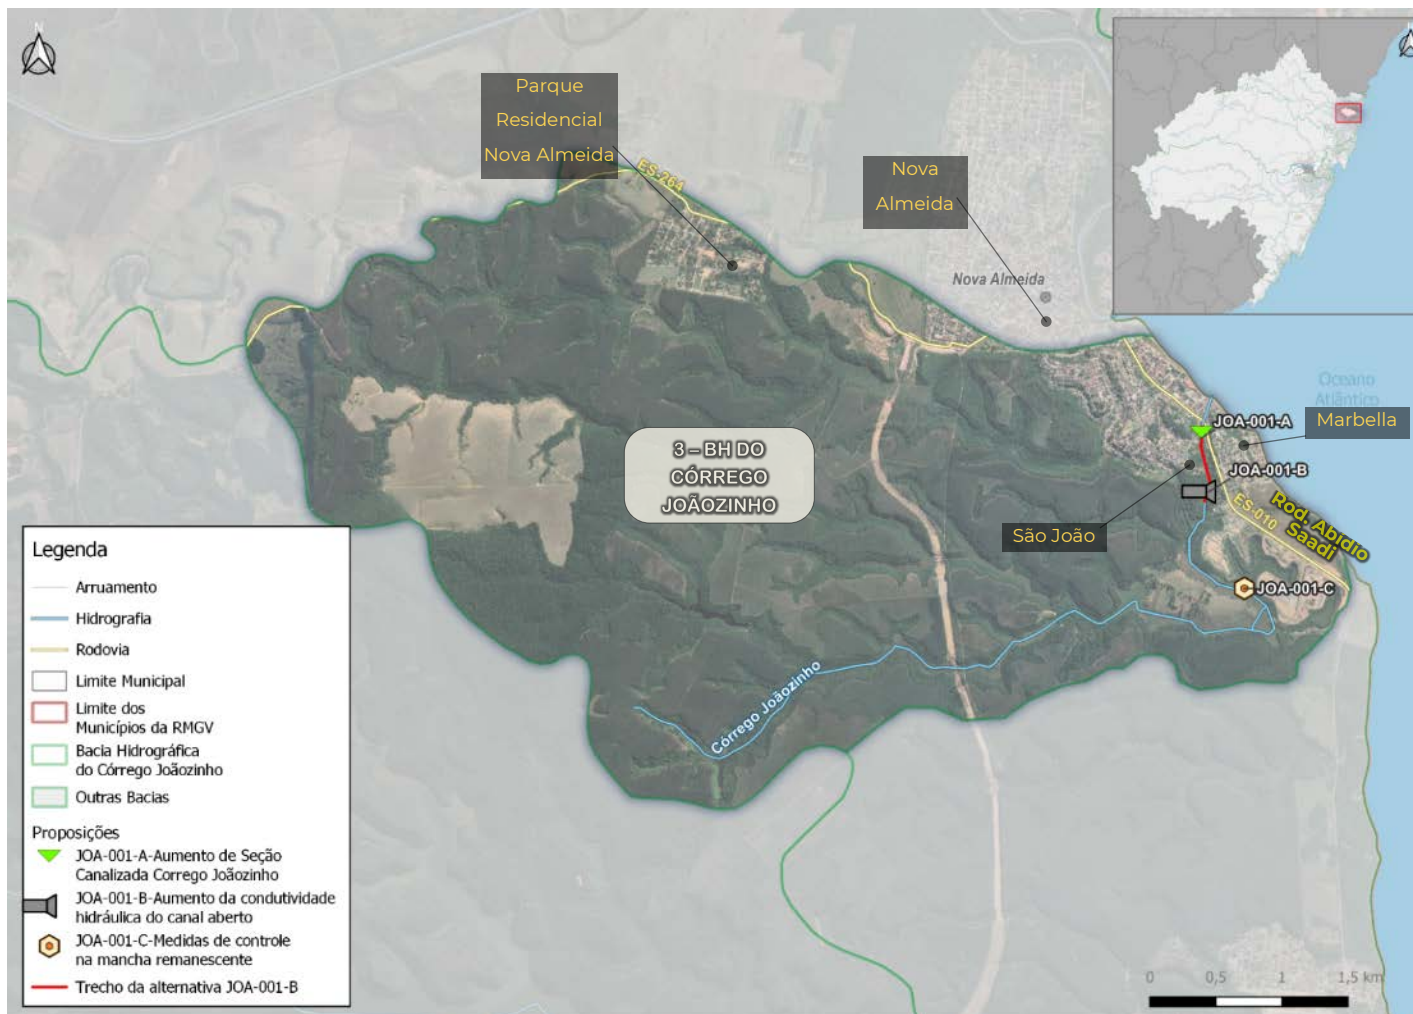 N
Parque
Residencial
Nova Almeida
ES-264
Nova
Almeida
Nova Almeida
Oceano
Atlântico
Marbella
JOA-001-A
JOA-001-B
3 – BH DO
CÓRREGO
JOÃOZINHO
São João
ES-010
Rod. Abidio
Saadi
JOA-001-C
Córrego Joãozinho
Legenda
Arruamento
Hidrografia
Rodovia
Limite Municipal
Limite dos
Municípios da RMGV
Bacia Hidrográfica
do Córrego Joãozinho
Outras Bacias
Proposições
JOA-001-A-Aumento de Seção
Canalizada Corrego Joãozinho
JOA-001-B-Aumento da condutividade
hidráulica do canal aberto
JOA-001-C-Medidas de controle
na mancha remanescente
Trecho da alternativa JOA-001-B
0 0,5 1 1,5 km